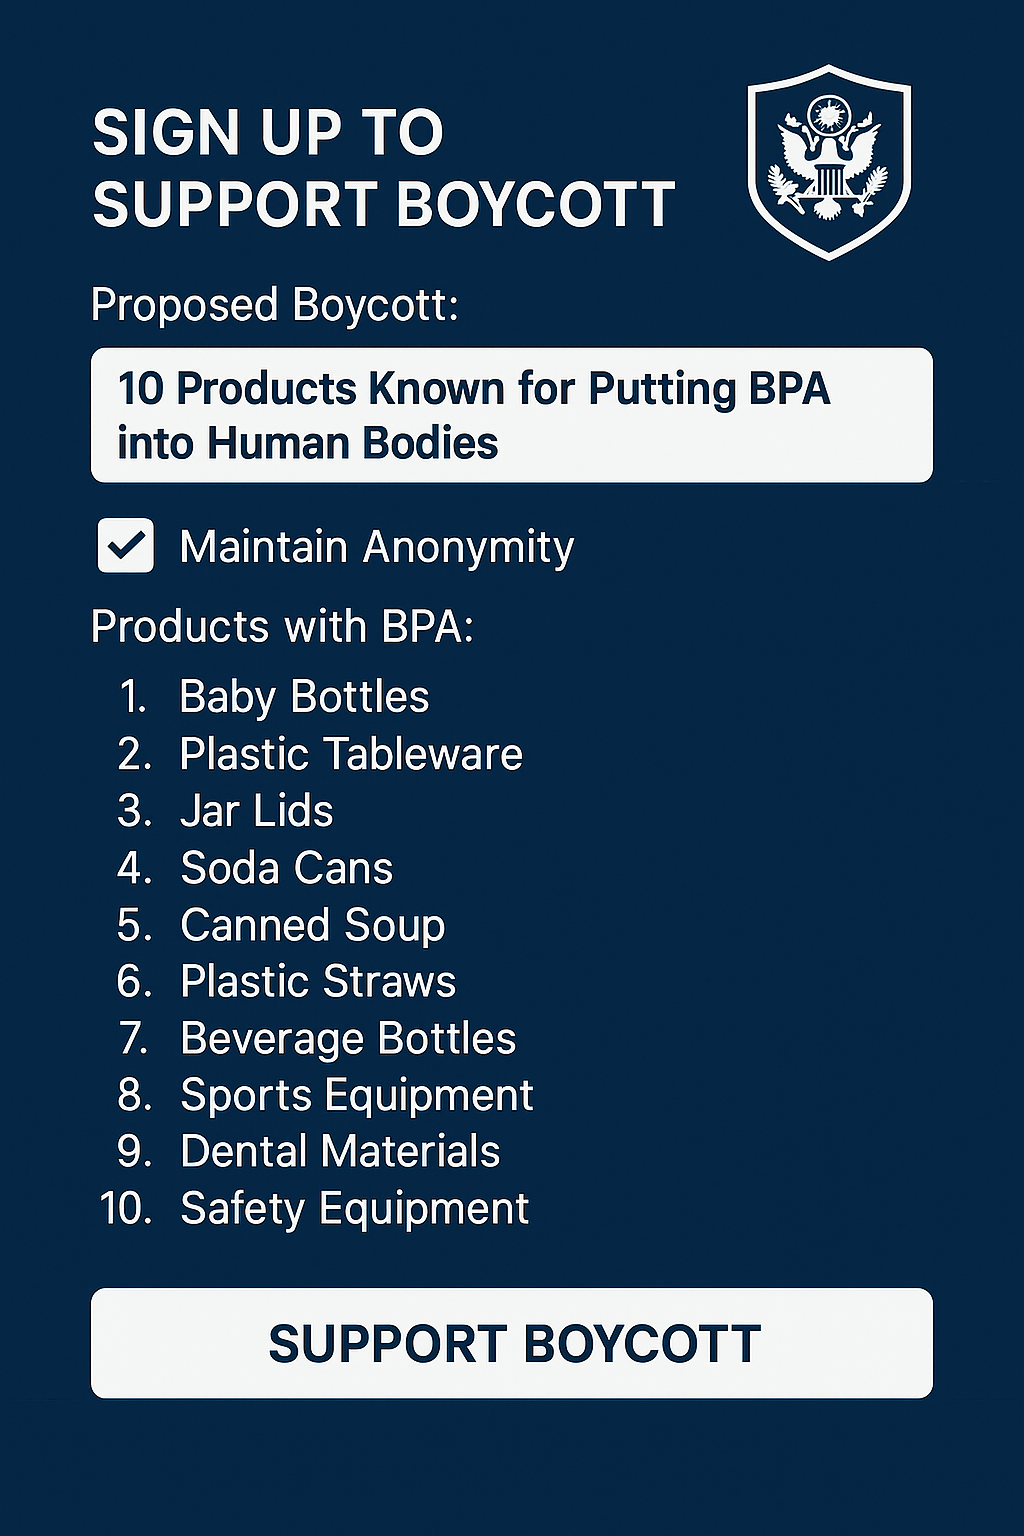 SIGN UP TO
SUPPORT BOYCOTT
Proposed Boycott:
10 Products Known for Putting BPA
into Human Bodies
Maintain Anonymity
Products with BPA:
1. Baby Bottles
2. Plastic Tableware
3. Jar Lids
4. Soda Cans
5. Canned Soup
6. Plastic Straws
7. Beverage Bottles
8. Sports Equipment
9. Dental Materials
10. Safety Equipment
SUPPORT BOYCOTT